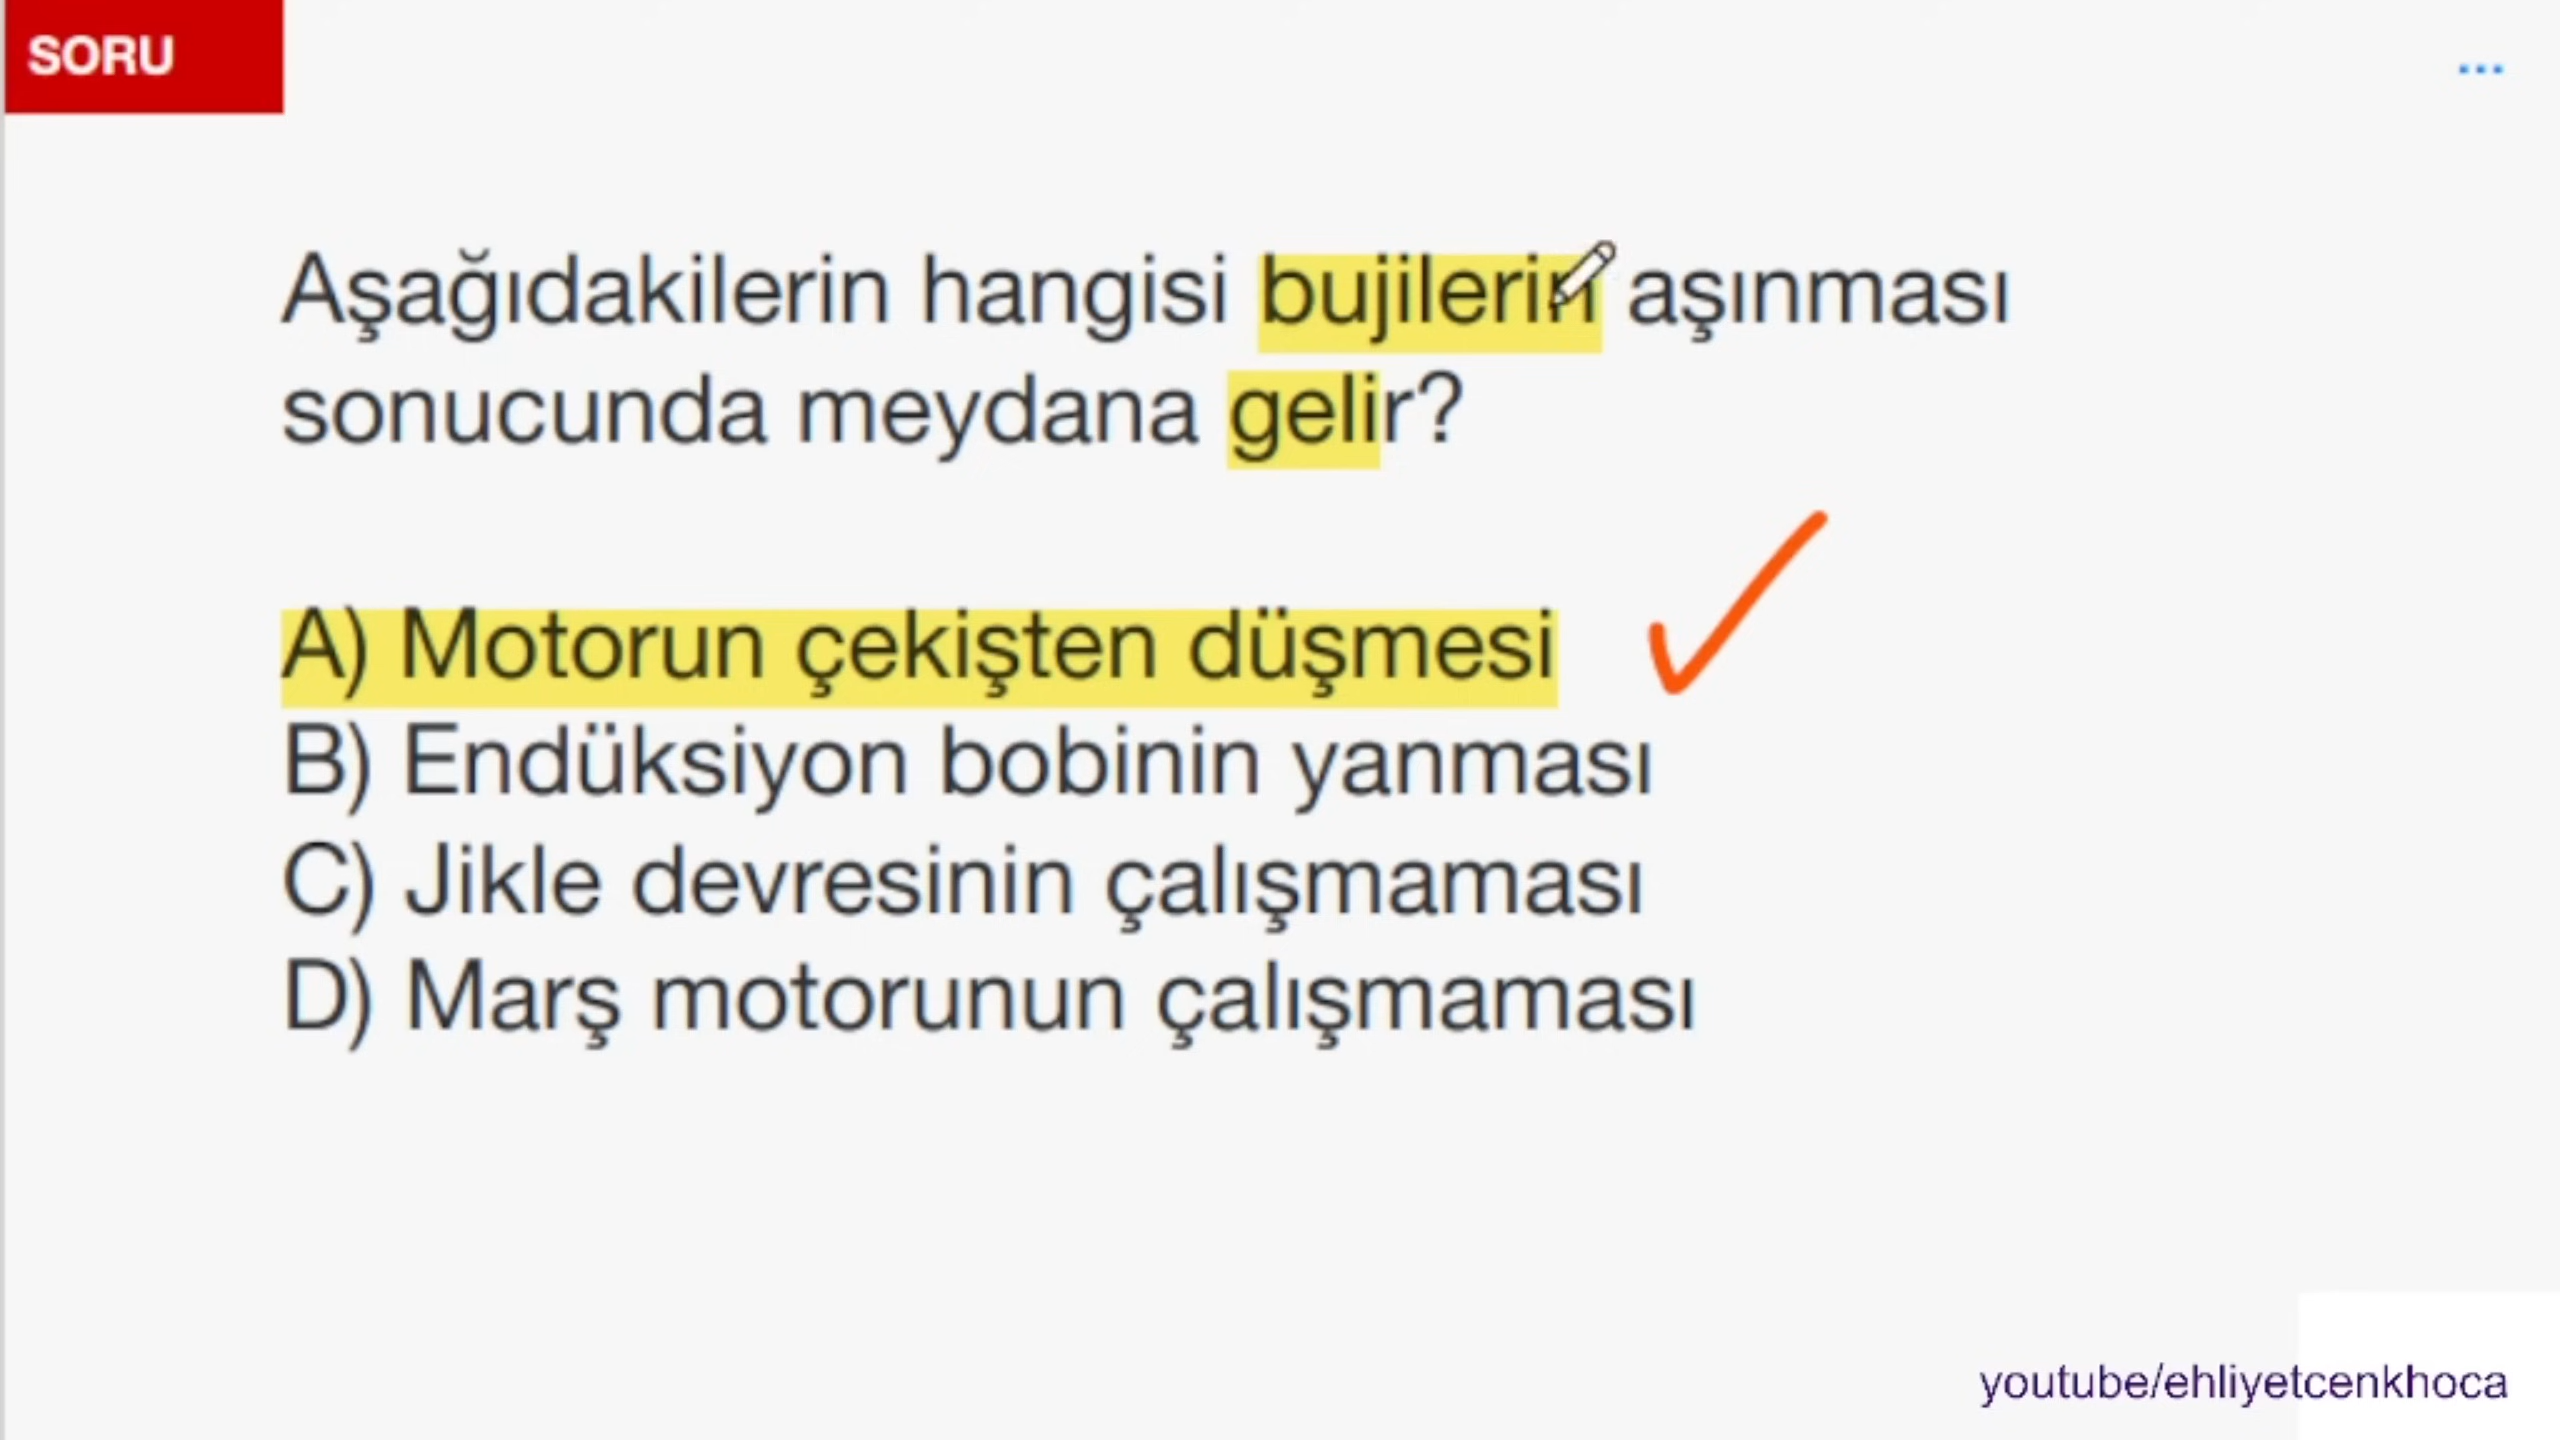 SORU
...
Aşağıdakilerin hangisi bujilerin aşınması
sonucunda meydana gelir?
A) Motorun çekişten düşmesi
B) Endüksiyon bobinin yanması
C) Jikle devresinin çalışmaması
D) Marş motorunun çalışmaması
youtube/ehliyetcenkhoca